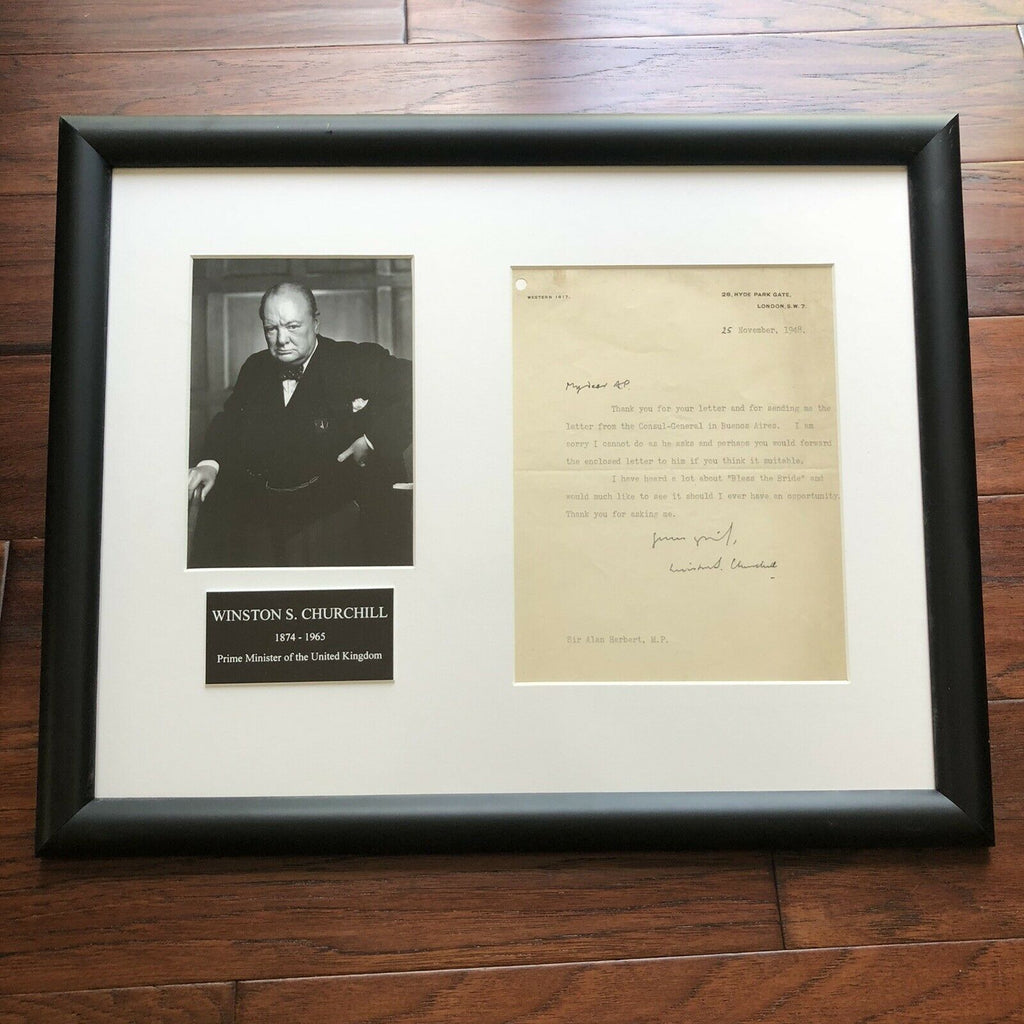 WINSTON S. CHURCHILL
1874 - 1965
Prime Minister of the United Kingdom
WESTERN 1617.
28, HYDE PARK GATE,
LONDON, S.W. 7.
25 November, 1948.
My dear AP
Thank you for your letter and for sending me the
letter from the Consul-General in Buenos Aires. I am
sorry I cannot do as he asks and perhaps you would forward
the enclosed letter to him if you think it suitable.
I have heard a lot about "Bless the Bride" and
would much like to see it should I ever have an opportunity.
Thank you for asking me.
Winston S. Churchill
Sir Alan Herbert, M.P.